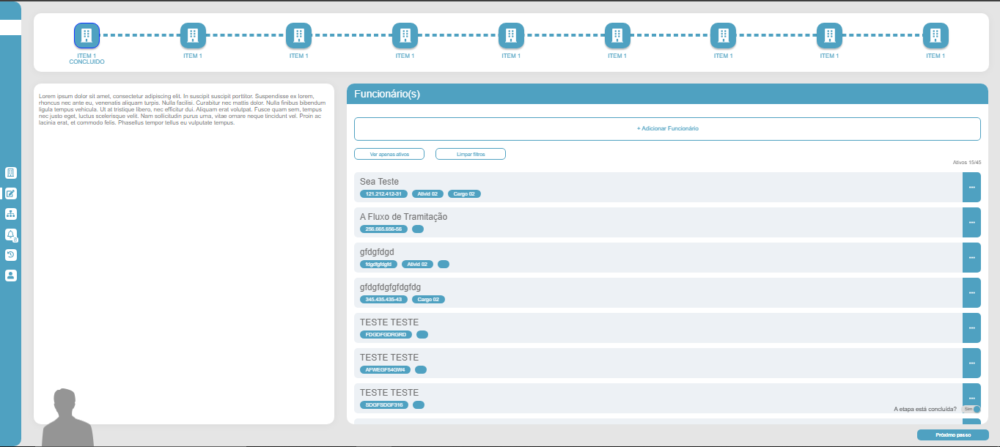 ITEM 1
CONCLUIDO
ITEM 1
ITEM 1
ITEM 1
ITEM 1
ITEM 1
ITEM 1
ITEM 1
ITEM 1
Lorem ipsum dolor sit amet, consectetur adipiscing elit. In suscipit suscipit porttitor. Suspendisse ex lorem,
rhoncus nec ante eu, venenatis aliquam turpis. Nulla facilisi. Curabitur nec mattis dolor. Nulla finibus bibendum
ligula tempus vehicula. Ut at tristique libero, nec efficitur dui. Aliquam erat volutpat. Fusce quam sem, tempus
nec justo eget, luctus scelerisque velit. Nam sollicitudin purus urna, vitae ornare neque tincidunt vel. Proin ac
lacinia erat, et commodo felis. Phasellus tempor tellus eu vulputate tempus.
Funcionário(s)
+ Adicionar Funcionário
Ver apenas ativos
Limpar filtros
Ativos 15/45
Sea Teste
121.212.412-31 Ativid 02 Cargo 02
A Fluxo de Tramitação
256.665.656-56
gfdgfdgd
fdgdfgfdgfd Ativid 02
gfdgfdgfgfdgfdg
345.435.435-43 Cargo 02
TESTE TESTE
FDGDFGDRGRD
TESTE TESTE
AFWEGF54GW4
TESTE TESTE
SDGFSDGF316
A etapa está concluída? Sim
Próximo passo